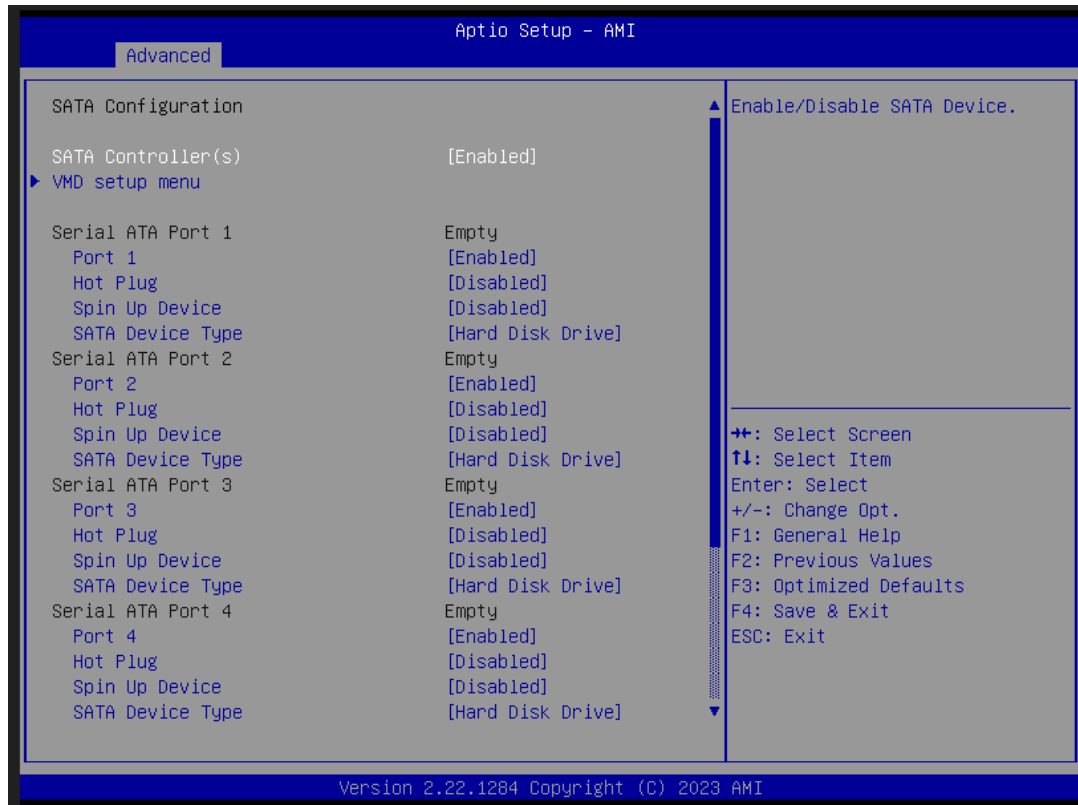 Aptio Setup – AMI
Advanced
SATA Configuration
SATA Controller(s) [Enabled]
VMD setup menu
Serial ATA Port 1 Empty
Port 1 [Enabled]
Hot Plug [Disabled]
Spin Up Device [Disabled]
SATA Device Type [Hard Disk Drive]
Serial ATA Port 2 Empty
Port 2 [Enabled]
Hot Plug [Disabled]
Spin Up Device [Disabled]
SATA Device Type [Hard Disk Drive]
Serial ATA Port 3 Empty
Port 3 [Enabled]
Hot Plug [Disabled]
Spin Up Device [Disabled]
SATA Device Type [Hard Disk Drive]
Serial ATA Port 4 Empty
Port 4 [Enabled]
Hot Plug [Disabled]
Spin Up Device [Disabled]
SATA Device Type [Hard Disk Drive]
Enable/Disable SATA Device.
→←: Select Screen
↑↓: Select Item
Enter: Select
+/-: Change Opt.
F1: General Help
F2: Previous Values
F3: Optimized Defaults
F4: Save & Exit
ESC: Exit
Version 2.22.1284 Copyright (C) 2023 AMI